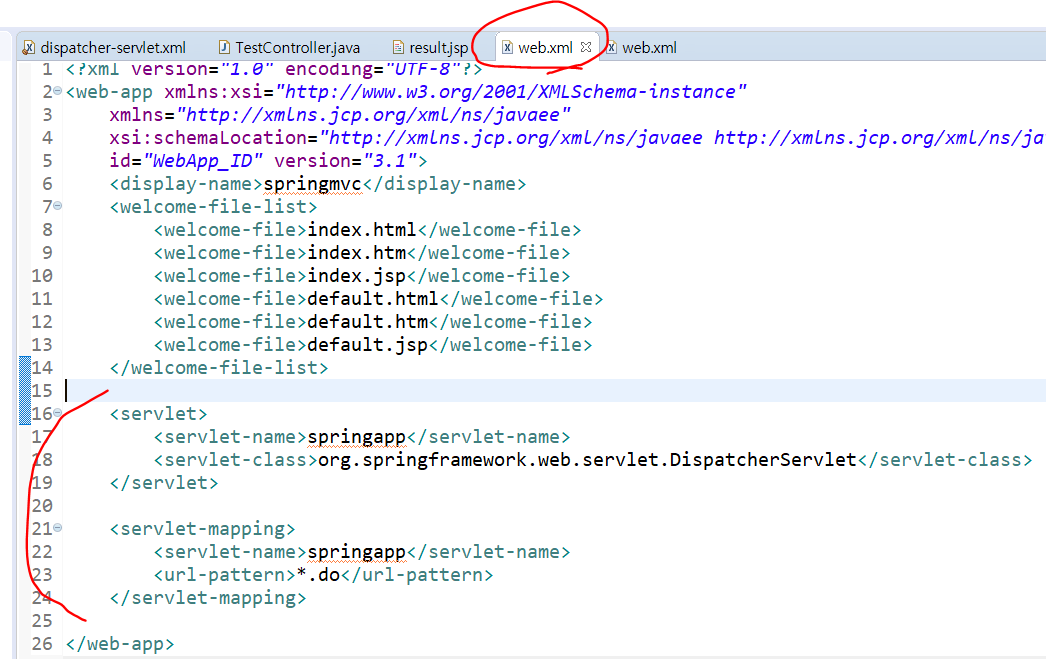 dispatcher-servlet.xml TestController.java result.jsp web.xml web.xml
1 <?xml version="1.0" encoding="UTF-8"?>
2 <web-app xmlns:xsi="http://www.w3.org/2001/XMLSchema-instance"
3 xmlns="http://xmlns.jcp.org/xml/ns/javaee"
4 xsi:schemaLocation="http://xmlns.jcp.org/xml/ns/javaee http://xmlns.jcp.org/xml/ns/ja
5 id="WebApp_ID" version="3.1">
6 <display-name>springmvc</display-name>
7 <welcome-file-list>
8 <welcome-file>index.html</welcome-file>
9 <welcome-file>index.htm</welcome-file>
10 <welcome-file>index.jsp</welcome-file>
11 <welcome-file>default.html</welcome-file>
12 <welcome-file>default.htm</welcome-file>
13 <welcome-file>default.jsp</welcome-file>
14 </welcome-file-list>
15
16 <servlet>
17 <servlet-name>springapp</servlet-name>
18 <servlet-class>org.springframework.web.servlet.DispatcherServlet</servlet-class>
19 </servlet>
20
21 <servlet-mapping>
22 <servlet-name>springapp</servlet-name>
23 <url-pattern>*.do</url-pattern>
24 </servlet-mapping>
25
26 </web-app>